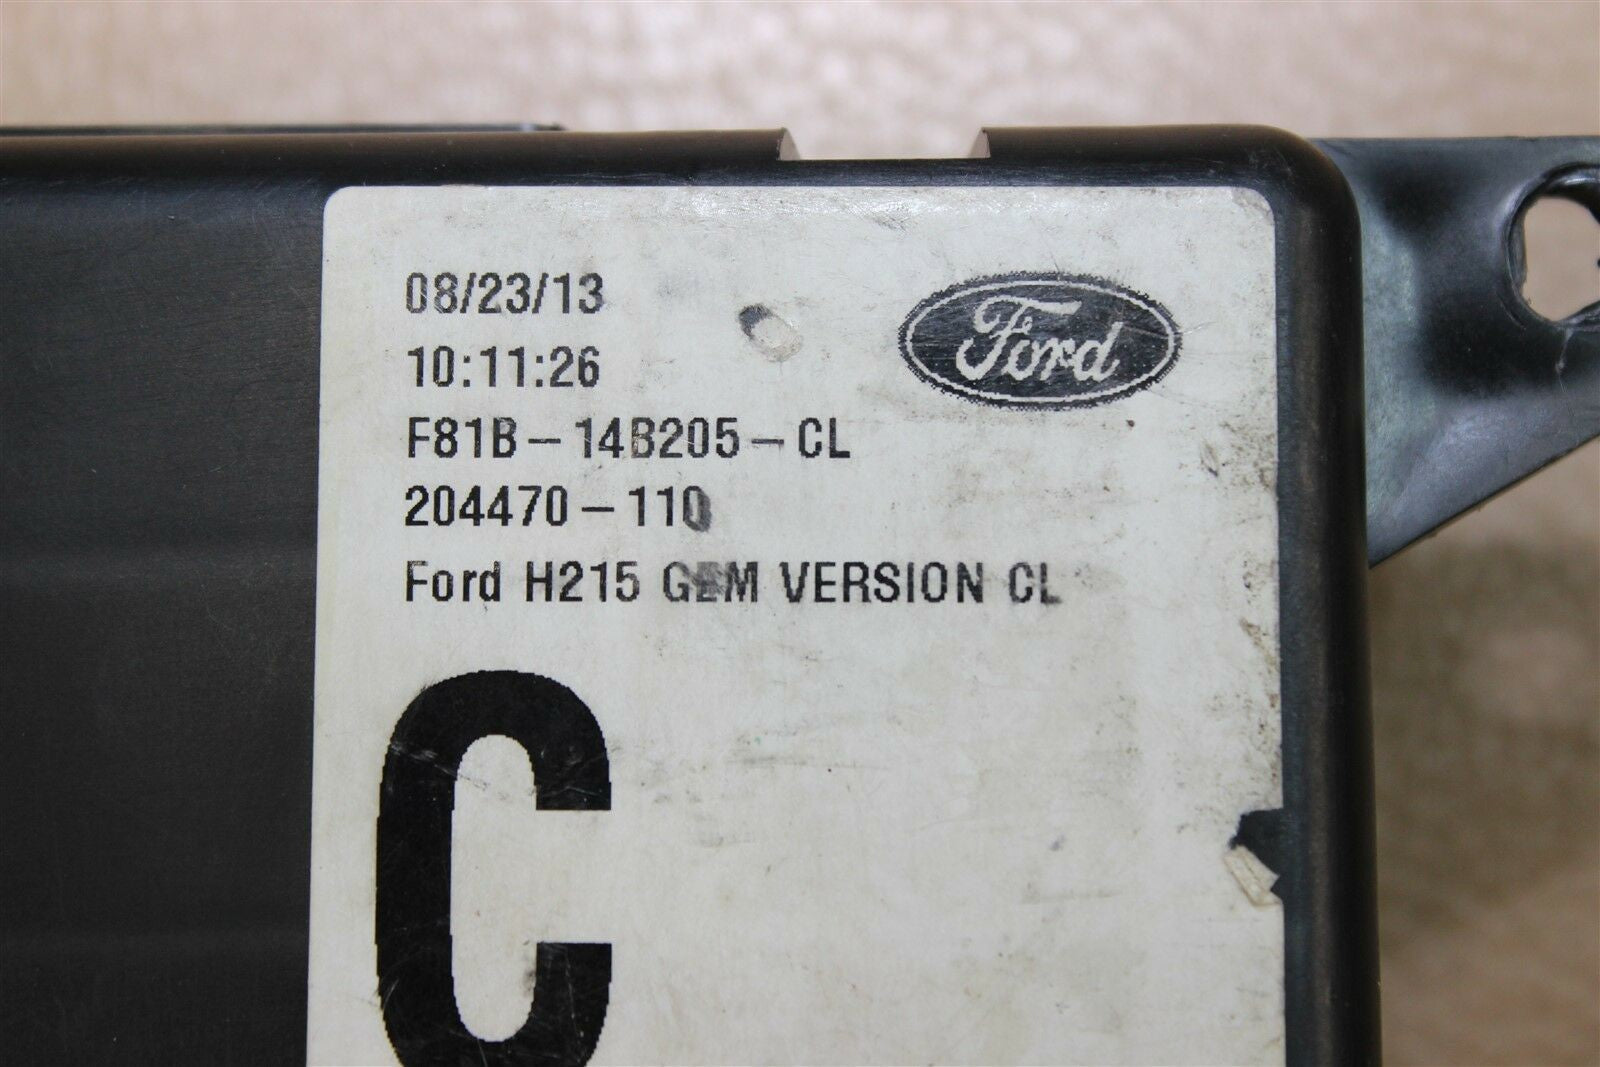 08/23/13
Ford
10:11:26
F81B-14B205-CL
204470-110
Ford H215 GEM VERSION CL
C